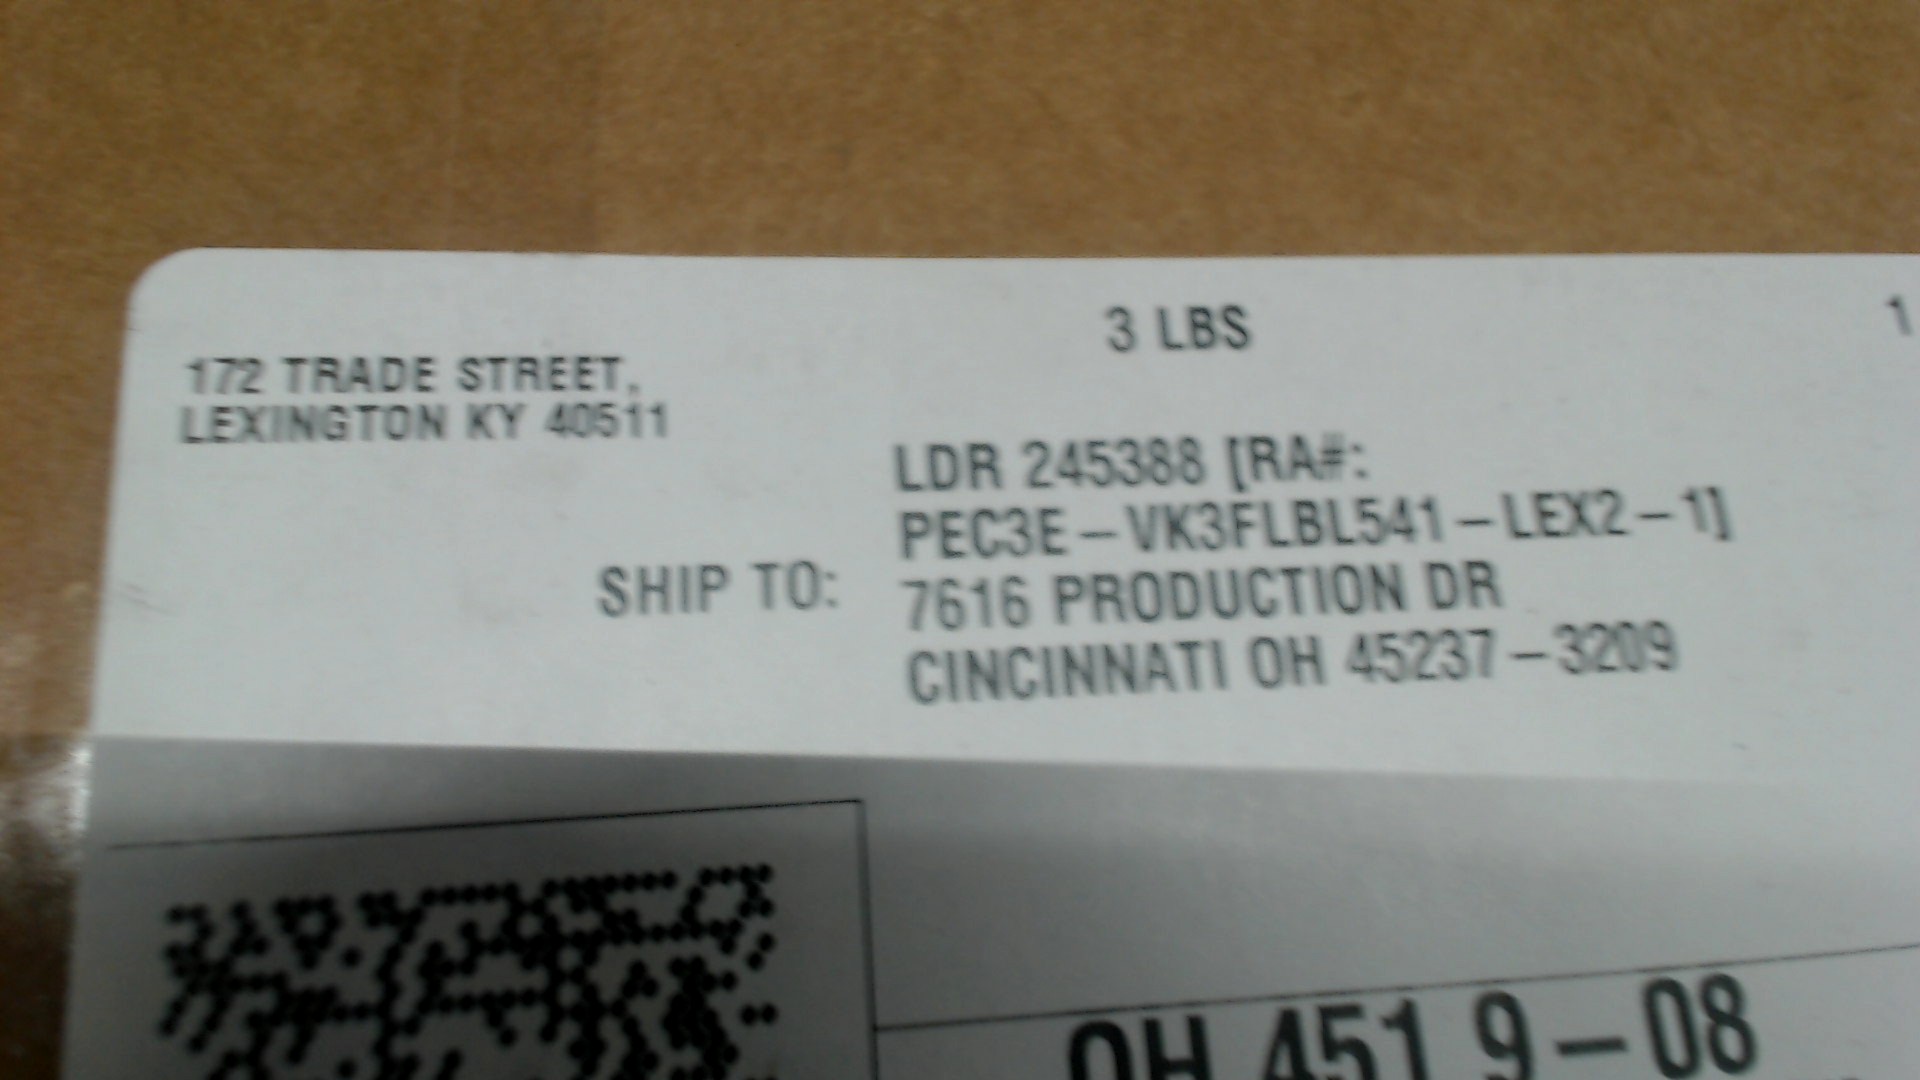 3 LBS
1
172 TRADE STREET,
LEXINGTON KY 40511
SHIP TO:
LDR 245388 [RA#:
PEC3E-VK3FLBL541-LEX2-1]
7616 PRODUCTION DR
CINCINNATI OH 45237-3209
OH 451 9-08